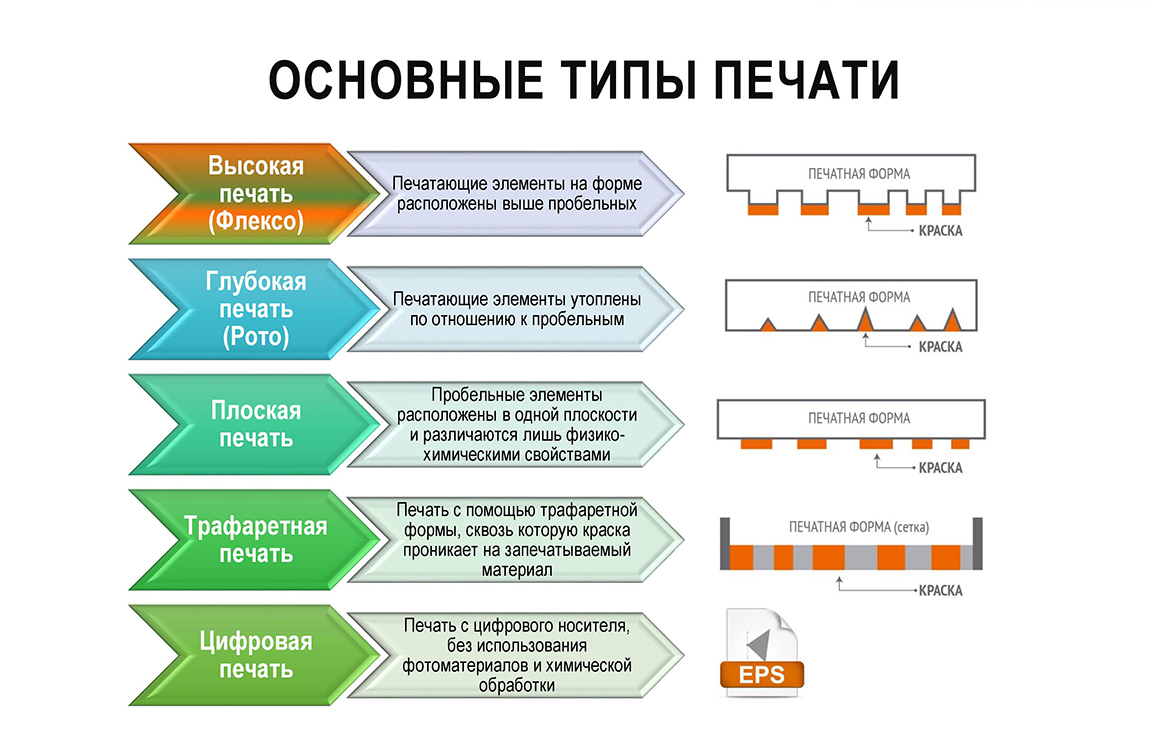 ОСНОВНЫЕ ТИПЫ ПЕЧАТИ
Высокая
печать
(Флексо)
Печатающие элементы на форме
расположены выше пробельных
ПЕЧАТНАЯ ФОРМА
КРАСКА
Глубокая
печать
(Рото)
Печатающие элементы утоплены
по отношению к пробельным
ПЕЧАТНАЯ ФОРМА
КРАСКА
Плоская
печать
Пробельные элементы
расположены в одной плоскости
и различаются лишь физико-
химическими свойствами
ПЕЧАТНАЯ ФОРМА
КРАСКА
Трафаретная
печать
Печать с помощью трафаретной
формы, сквозь которую краска
проникает на запечатываемый
материал
ПЕЧАТНАЯ ФОРМА (сетка)
КРАСКА
Цифровая
печать
Печать с цифрового носителя,
без использования
фотоматериалов и химической
обработки
EPS